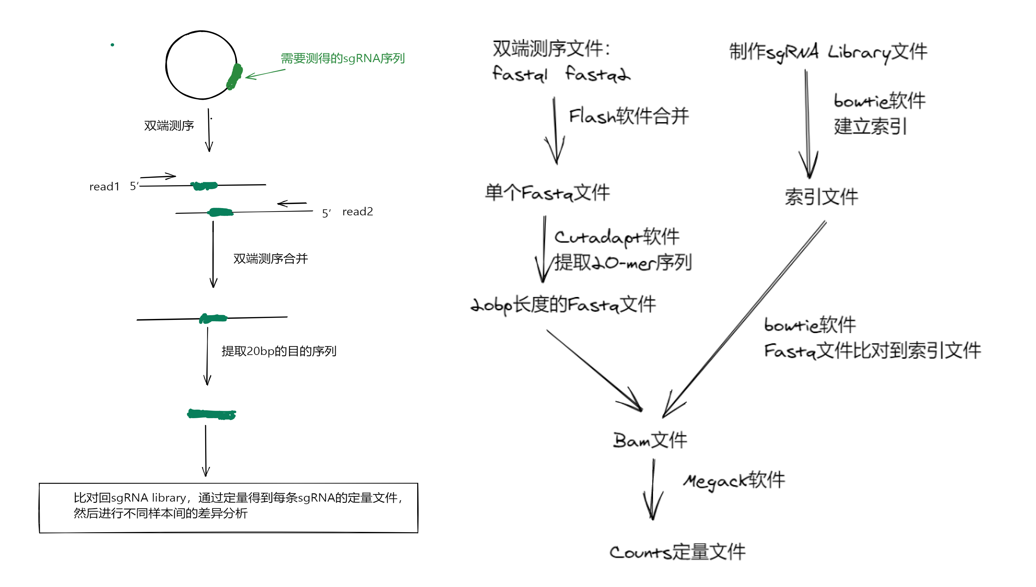 需要测得的sgRNA序列
双端测序
read1 5'
5' read2
双端测序合并
提取20bp的目的序列
比对回sgRNA library，通过定量得到每条sgRNA的定量文件，
然后进行不同样本间的差异分析
双端测序文件：
fastq1 fastq2
Flash软件合并
单个Fastq文件
Cutadapt软件
提取20-mer序列
20bp长度的Fastq文件
制作sgRNA Library文件
bowtie软件
建立索引
索引文件
bowtie软件
Fastq文件比对到索引文件
Bam文件
Megack软件
Counts定量文件